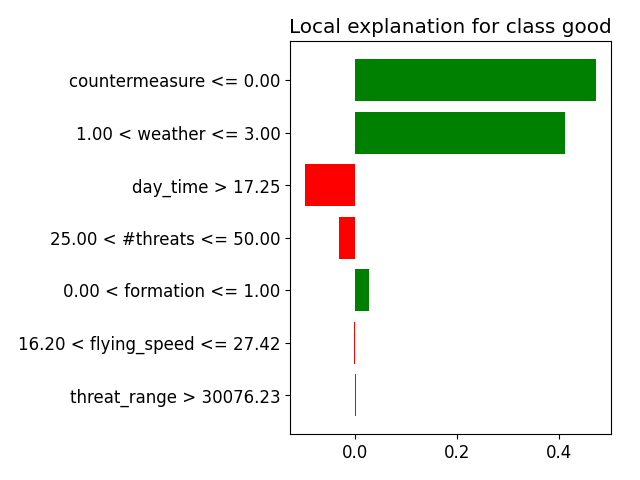 Local explanation for class good
countermeasure <= 0.00
1.00 < weather <= 3.00
day_time > 17.25
25.00 < #threats <= 50.00
0.00 < formation <= 1.00
16.20 < flying_speed <= 27.42
threat_range > 30076.23
0.0 0.2 0.4